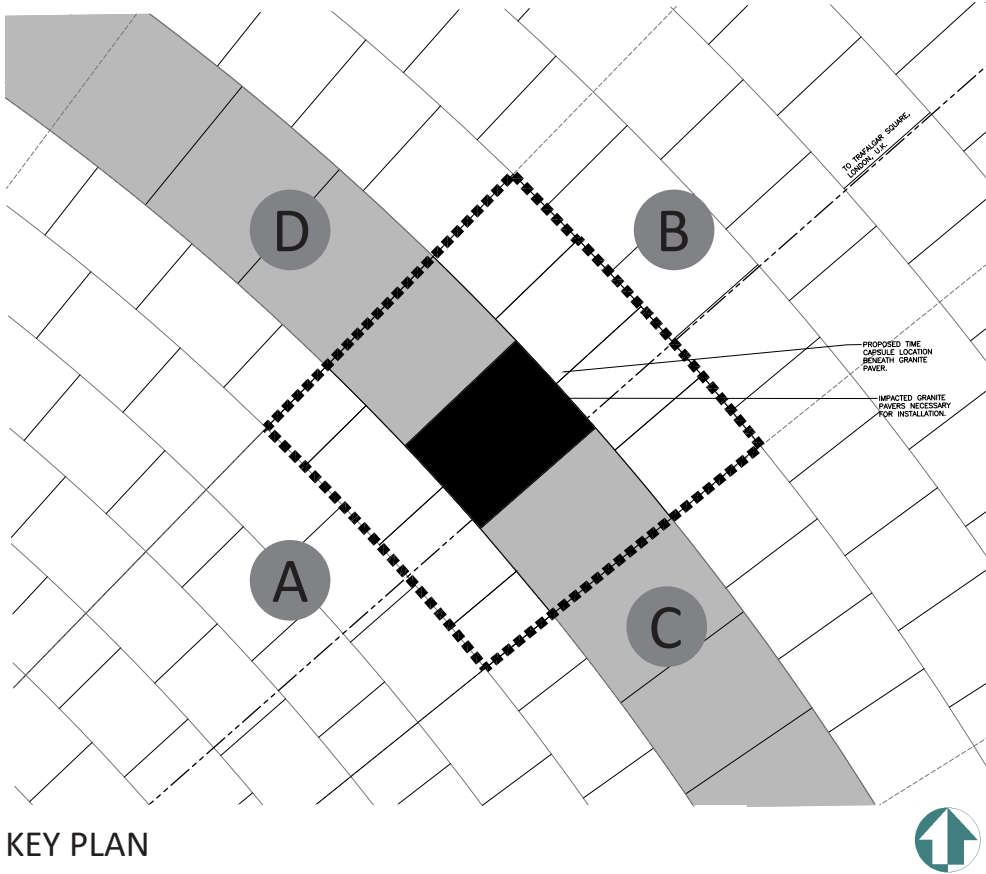 TO TRAFALGAR SQUARE,
LONDON, U.K.
D
B
PROPOSED TIME
CAPSULE LOCATION
BENEATH GRANITE
PAVER.
IMPACTED GRANITE
PAVERS NECESSARY
FOR INSTALLATION.
A
C
KEY PLAN